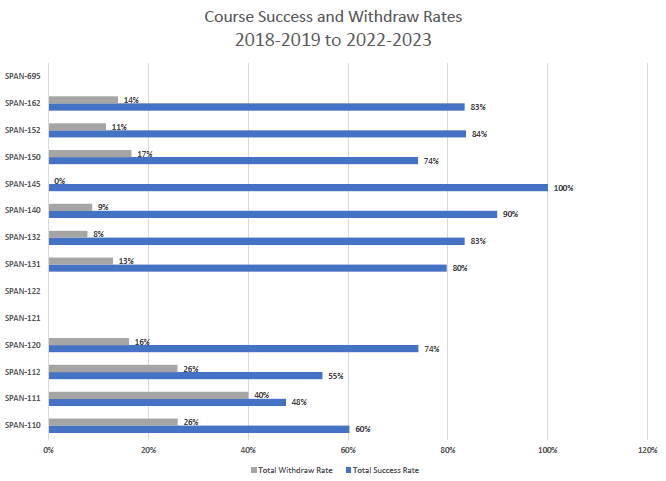 Course Success and Withdraw Rates
2018-2019 to 2022-2023
SPAN-695
SPAN-162
14%
83%
SPAN-152
11%
84%
SPAN-150
17%
74%
SPAN-145
0%
100%
SPAN-140
9%
90%
SPAN-132
8%
83%
SPAN-131
13%
80%
SPAN-122
SPAN-121
SPAN-120
16%
74%
SPAN-112
26%
55%
SPAN-111
40%
48%
SPAN-110
26%
60%
0% 20% 40% 60% 80% 100% 120%
Total Withdraw Rate Total Success Rate